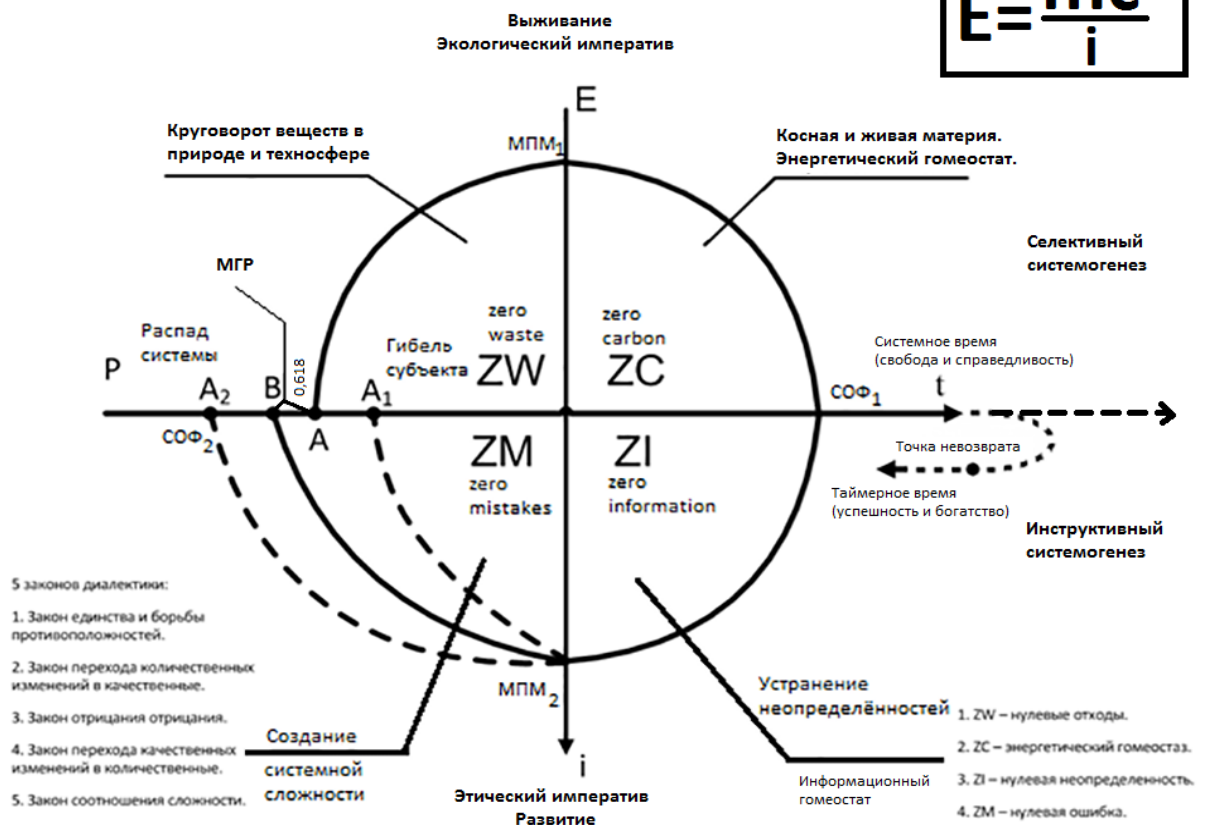 Выживание
Экологический императив
E=
i
E
Круговорот веществ в
природе и техносфере
МПМ1
Косная и живая материя.
Энергетический гомеостат.
Селективный
системогенез
МГР
zero
waste
ZW
zero
carbon
ZC
Распад
системы
Гибель
субъекта
0,618
Системное время
(свобода и справедливость)
P
A2
B
A
A1
СОФ1
t
СОФ2
Точка невозврата
ZM
zero
mistakes
ZI
zero
information
Таймерное время
(успешность и богатство)
Инструктивный
системогенез
5 законов диалектики:
1. Закон единства и борьбы
противоположностей.
2. Закон перехода количественных
изменений в качественные.
3. Закон отрицания отрицания.
4. Закон перехода качественных
изменений в количественные.
5. Закон соотношения сложности.
МПМ2
i
Создание
системной
сложности
Этический императив
Развитие
Устранение
неопределённостей
Информационный
гомеостат
1. ZW – нулевые отходы.
2. ZC – энергетический гомеостаз.
3. ZI – нулевая неопределенность.
4. ZM – нулевая ошибка.